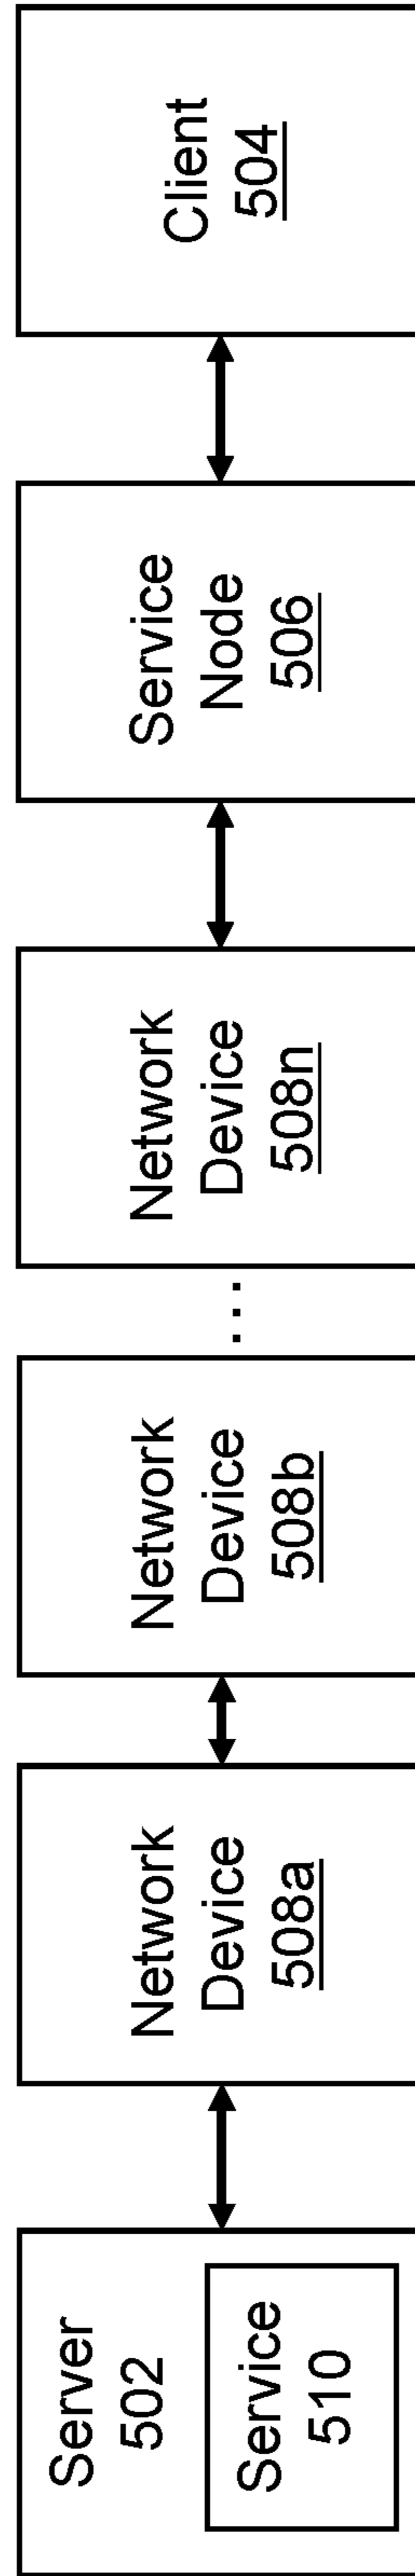 Server
502
Service
510
Network
Device
508a
Network
Device
508b
...
Network
Device
508n
Service
Node
506
Client
504